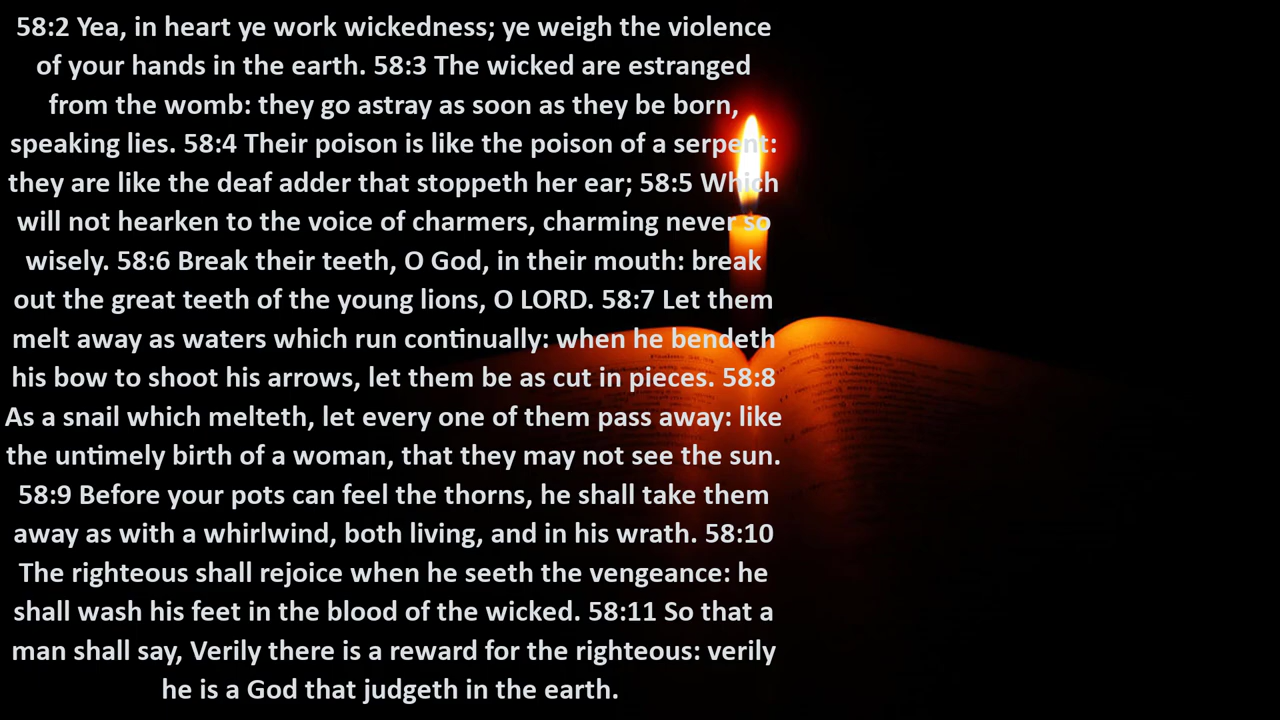 58:2 Yea, in heart ye work wickedness; ye weigh the violence
of your hands in the earth. 58:3 The wicked are estranged
from the womb: they go astray as soon as they be born,
speaking lies. 58:4 Their poison is like the poison of a serpent:
they are like the deaf adder that stoppeth her ear; 58:5 Which
will not hearken to the voice of charmers, charming never so
wisely. 58:6 Break their teeth, O God, in their mouth: break
out the great teeth of the young lions, O LORD. 58:7 Let them
melt away as waters which run continually: when he bendeth
his bow to shoot his arrows, let them be as cut in pieces. 58:8
As a snail which melteth, let every one of them pass away: like
the untimely birth of a woman, that they may not see the sun.
58:9 Before your pots can feel the thorns, he shall take them
away as with a whirlwind, both living, and in his wrath. 58:10
The righteous shall rejoice when he seeth the vengeance: he
shall wash his feet in the blood of the wicked. 58:11 So that a
man shall say, Verily there is a reward for the righteous: verily
he is a God that judgeth in the earth.